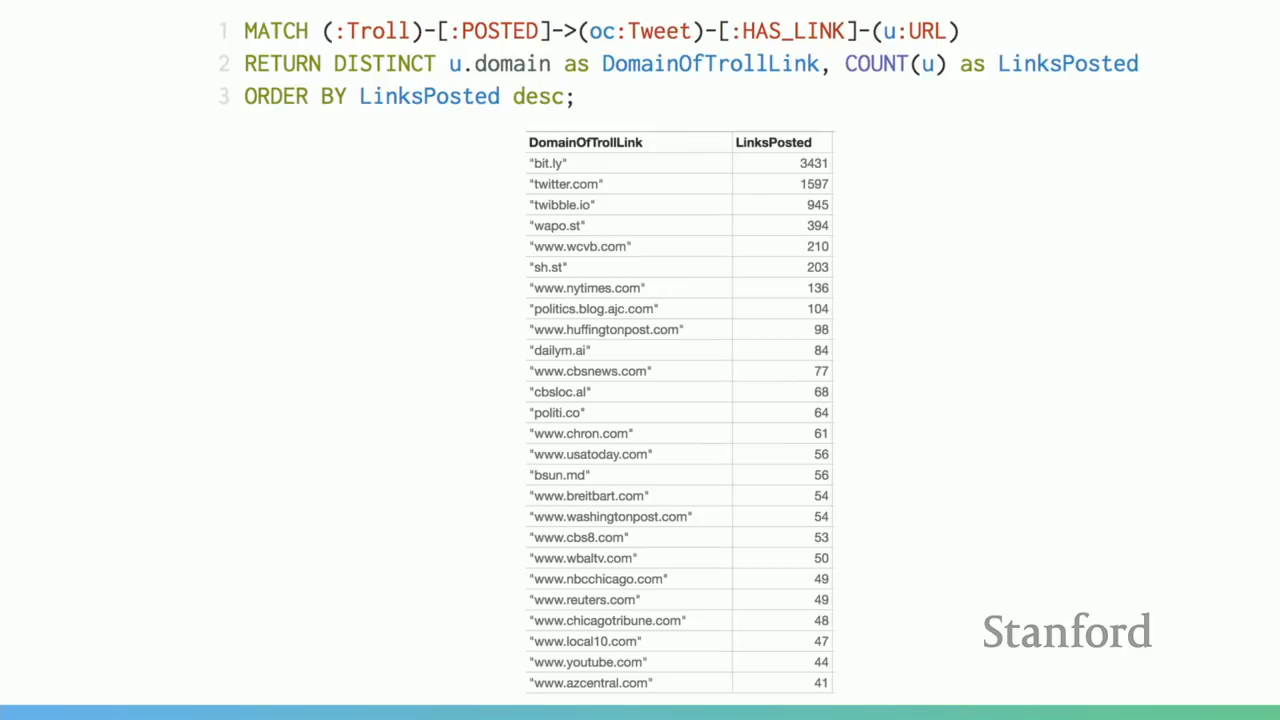 1 MATCH (:Troll)-[:POSTED]->(oc:Tweet)-[:HAS_LINK]-(u:URL)
2 RETURN DISTINCT u.domain as DomainOfTrollLink, COUNT(u) as LinksPosted
3 ORDER BY LinksPosted desc;
DomainOfTrollLink LinksPosted
"bit.ly" 3431
"twitter.com" 1597
"twibble.io" 945
"wapo.st" 394
"www.wcvb.com" 210
"sh.st" 203
"www.nytimes.com" 136
"politics.blog.ajc.com" 104
"www.huffingtonpost.com" 98
"dailym.ai" 84
"www.cbsnews.com" 77
"cbsloc.al" 68
"politi.co" 64
"www.chron.com" 61
"www.usatoday.com" 56
"bsun.md" 56
"www.breitbart.com" 54
"www.washingtonpost.com" 54
"www.cbs8.com" 53
"www.wbaltv.com" 50
"www.nbcchicago.com" 49
"www.reuters.com" 49
"www.chicagotribune.com" 48
"www.local10.com" 47
"www.youtube.com" 44
"www.azcentral.com" 41
Stanford